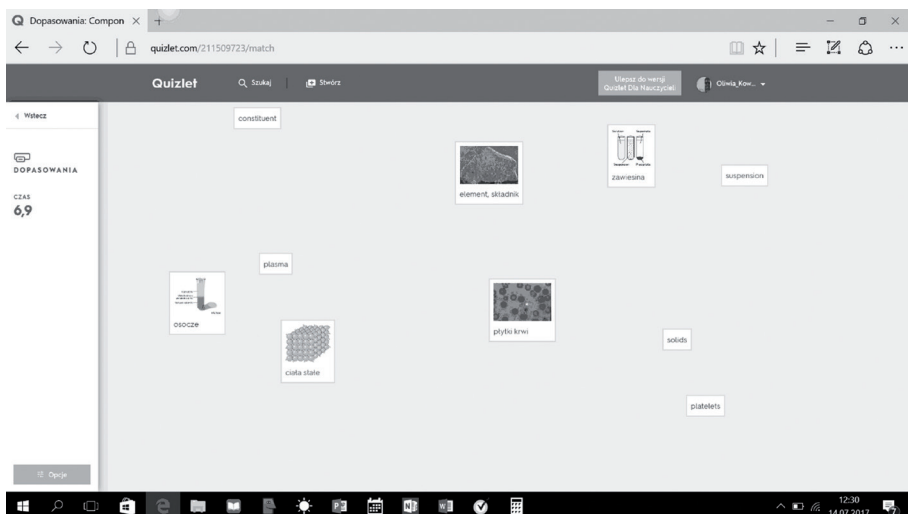 Dopasowania: Compon
quizlet.com/211509723/match
Quizlet
Szukaj
Stwórz
Ulepsz do wersji
Quizlet Dla Nauczycieli
Oliwia_Kow...
Wstecz
DOPASOWANIA
CZAS
6,9
constituent
element, składnik
zawiesina
suspension
plasma
osocze
ciała stałe
płytki krwi
solids
platelets
Opcje
12:30
14.07.2017